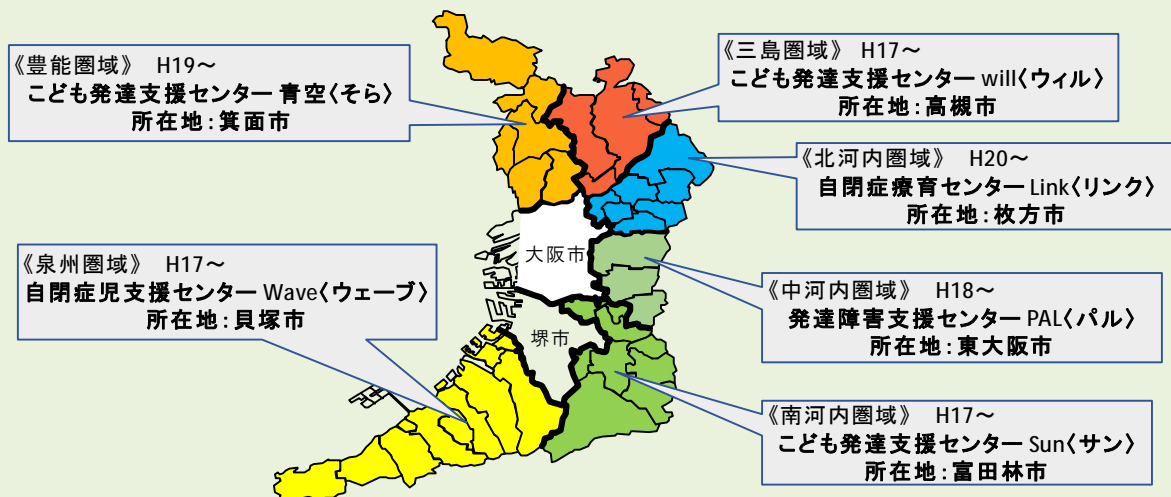 《豊能圏域》 H19～
こども発達支援センター 青空〈そら〉
所在地：箕面市
《三島圏域》 H17～
こども発達支援センター will〈ウィル〉
所在地：高槻市
《北河内圏域》 H20～
自閉症療育センター Link〈リンク〉
所在地：枚方市
大阪市
《泉州圏域》 H17～
自閉症児支援センター Wave〈ウェーブ〉
所在地：貝塚市
《中河内圏域》 H18～
発達障害支援センター PAL〈パル〉
所在地：東大阪市
堺市
《南河内圏域》 H17～
こども発達支援センター Sun〈サン〉
所在地：富田林市